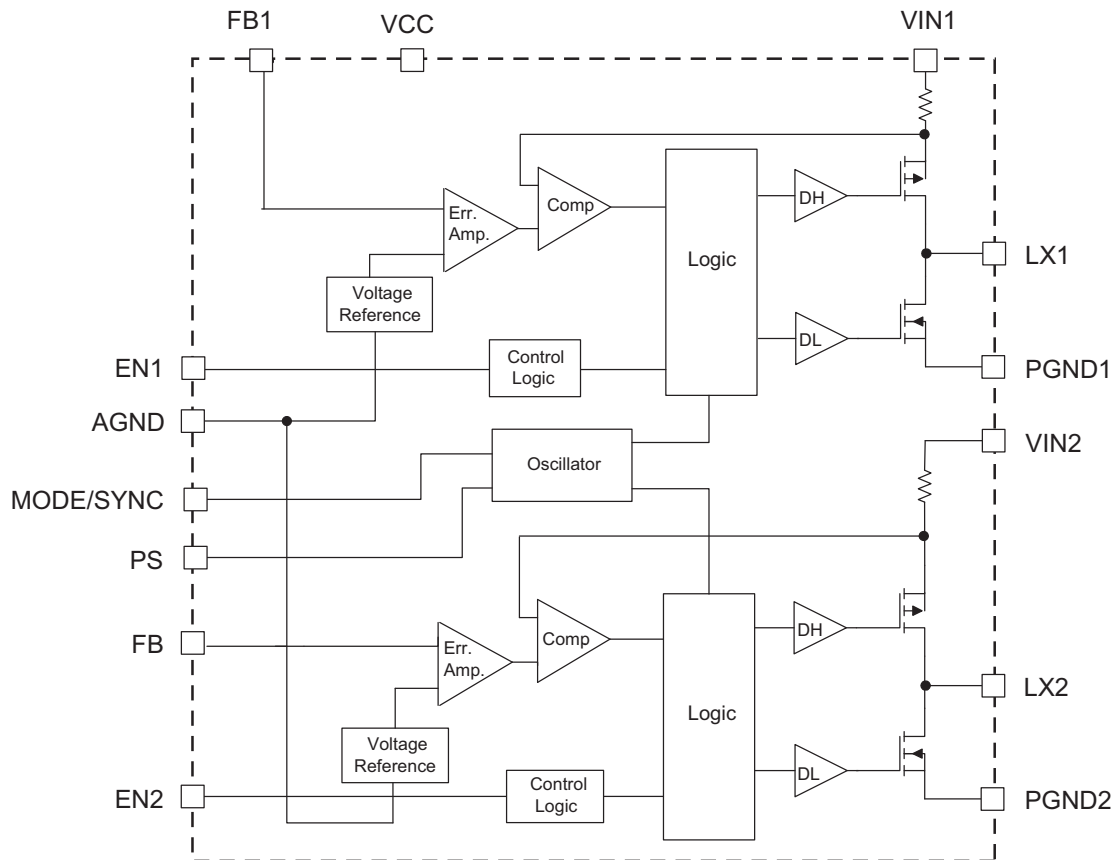 FB1
VCC
VIN1
Err.
Amp.
Comp
DH
Logic
LX1
Voltage
Reference
DL
EN1
Control
Logic
PGND1
AGND
VIN2
Oscillator
MODE/SYNC
PS
FB
Err.
Amp.
Comp
DH
Logic
LX2
Voltage
Reference
DL
EN2
Control
Logic
PGND2